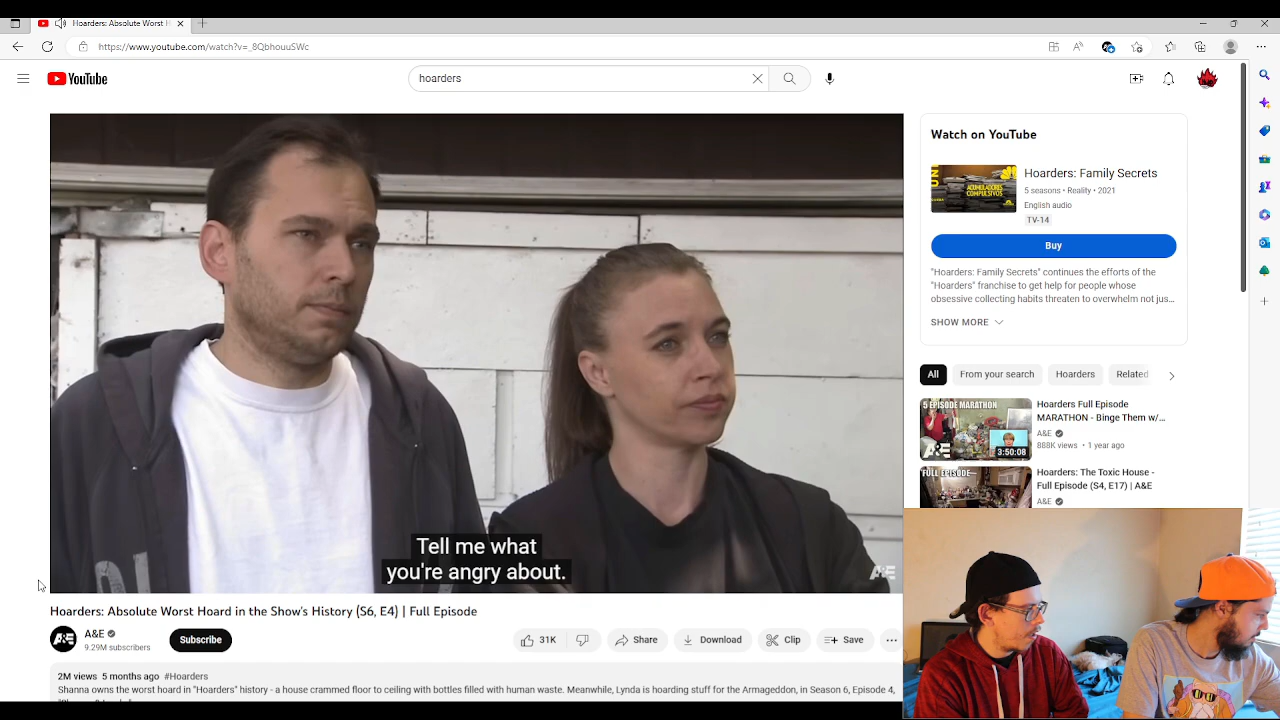 Hoarders: Absolute Worst H
https://www.youtube.com/watch?v=_8QbhouuSWc
YouTube
hoarders
Tell me what
you're angry about.
A&E
Hoarders: Absolute Worst Hoard in the Show's History (S6, E4) | Full Episode
A&E
A&E
9.29M subscribers
Subscribe
31K
Share
Download
Clip
Save
2M views 5 months ago #Hoarders
Shanna owns the worst hoard in "Hoarders" history - a house crammed floor to ceiling with bottles filled with human waste. Meanwhile, Lynda is hoarding stuff for the Armageddon, in Season 6, Episode 4,
Watch on YouTube
ACUMULADORES
COMPULSIVOS
Hoarders: Family Secrets
5 seasons • Reality • 2021
English audio
TV-14
Buy
"Hoarders: Family Secrets" continues the efforts of the
"Hoarders" franchise to get help for people whose
obsessive collecting habits threaten to overwhelm not jus...
SHOW MORE
All
From your search
Hoarders
Related
5 EPISODE MARATHON
A&E
3:50:08
Hoarders Full Episode
MARATHON - Binge Them w/...
A&E
888K views • 1 year ago
FULL EPISODE
Hoarders: The Toxic House -
Full Episode (S4, E17) | A&E
A&E